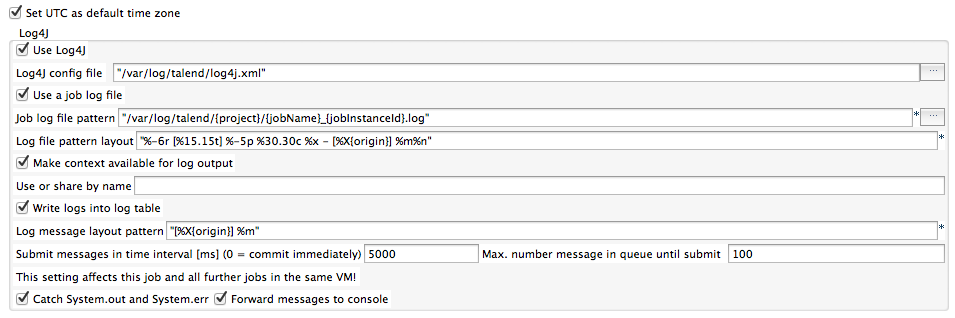 Set UTC as default time zone
Log4J
Use Log4J
Log4J config file "/var/log/talend/log4j.xml" ...
Use a job log file
Job log file pattern "/var/log/talend/{project}/{jobName}_{jobInstanceId}.log" * ...
Log file pattern layout "%-6r [%15.15t] %-5p %30.30c %x - [%X{origin}] %m%n" *
Make context available for log output
Use or share by name
Write logs into log table
Log message layout pattern "[%X{origin}] %m" *
Submit messages in time interval [ms] (0 = commit immediately) 5000 Max. number message in queue until submit 100
This setting affects this job and all further jobs in the same VM!
Catch System.out and System.err Forward messages to console